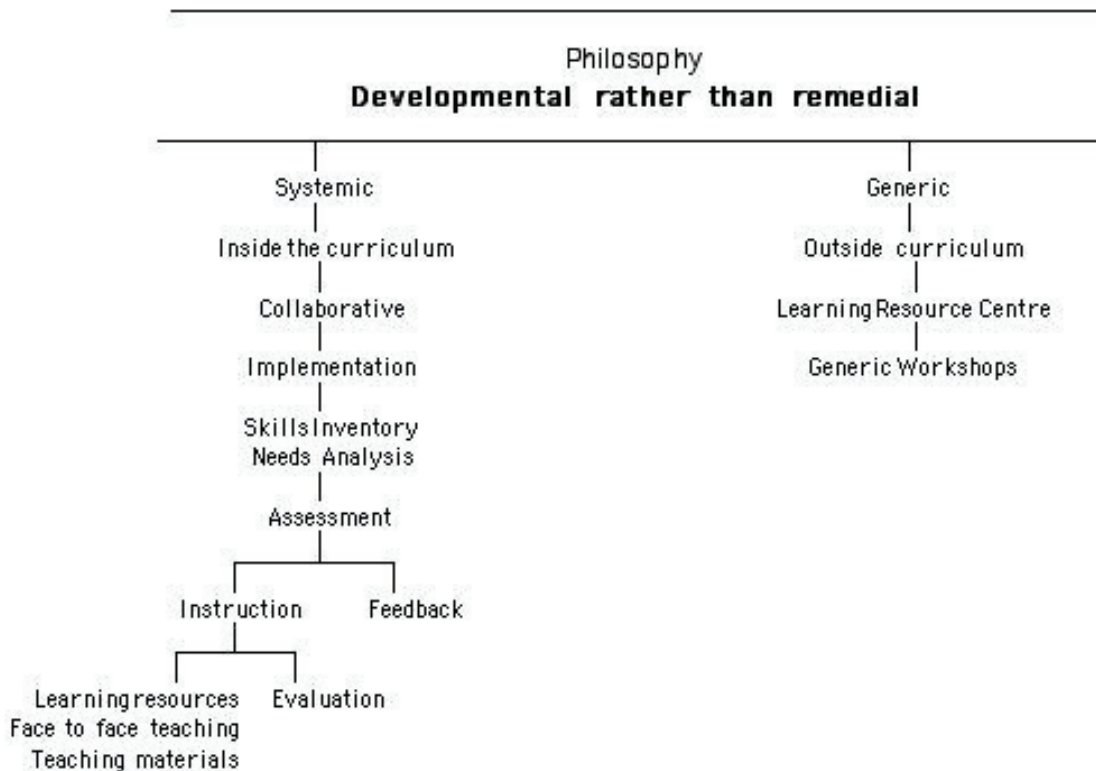 Philosophy
Developmental rather than remedial
Systemic
Generic
Inside the curriculum
Outside curriculum
Collaborative
Learning Resource Centre
Implementation
Generic Workshops
Skills Inventory
Needs Analysis
Assessment
Instruction
Feedback
Learning resources
Evaluation
Face to face teaching
Teaching materials